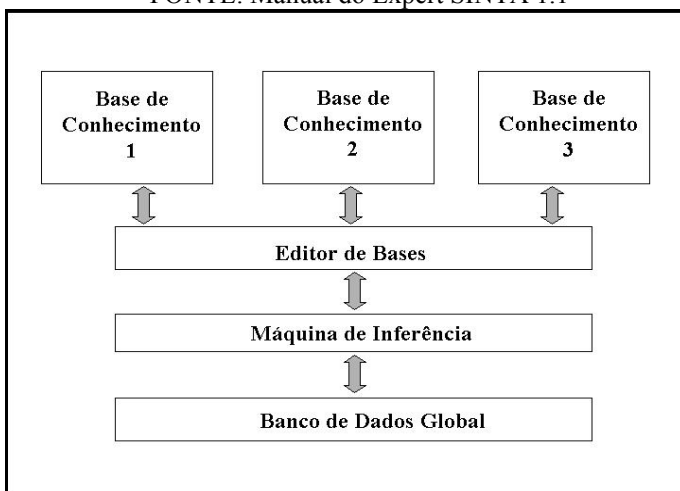 FONTE: Manual do Expert SINTA 1.1
Base de
Conhecimento
1
Base de
Conhecimento
2
Base de
Conhecimento
3
Editor de Bases
Máquina de Inferência
Banco de Dados Global